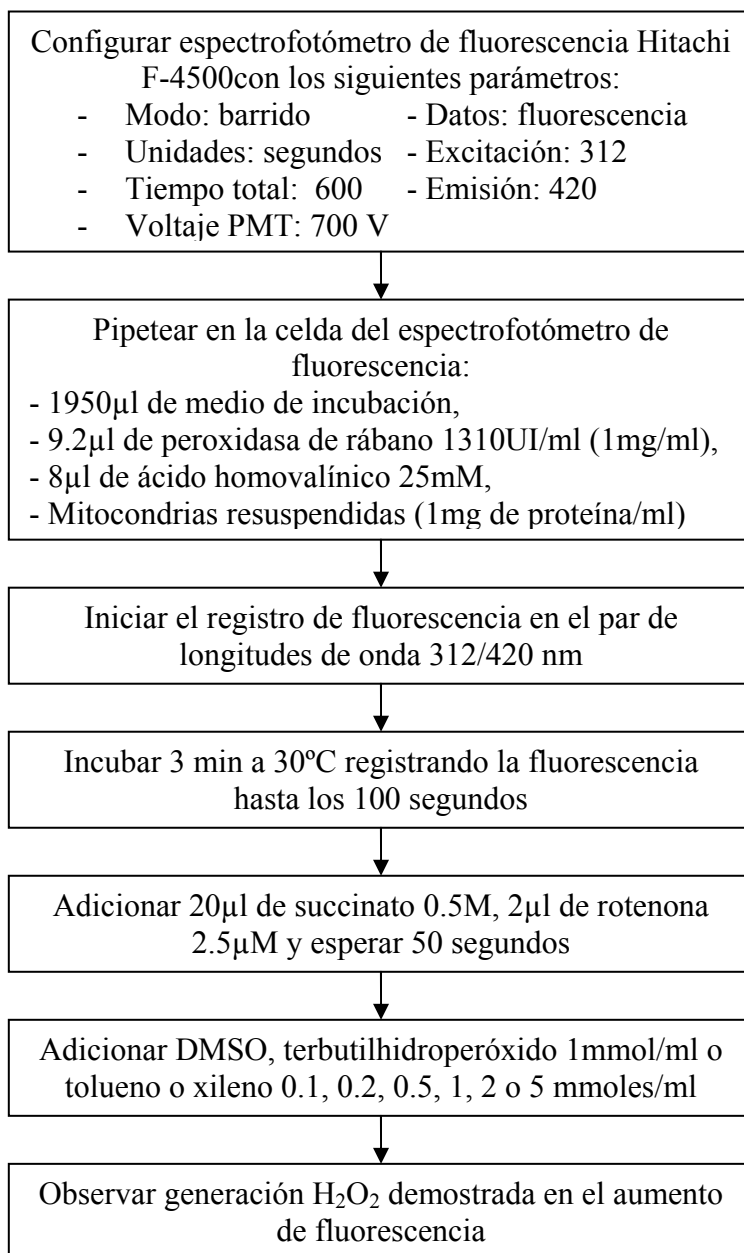 Configurar espectrofotómetro de fluorescencia Hitachi
F-4500con los siguientes parámetros:
- Modo: barrido - Datos: fluorescencia
- Unidades: segundos - Excitación: 312
- Tiempo total: 600 - Emisión: 420
- Voltaje PMT: 700 V
Pipetear en la celda del espectrofotómetro de
fluorescencia:
- 1950µl de medio de incubación,
- 9.2µl de peroxidasa de rábano 1310UI/ml (1mg/ml),
- 8µl de ácido homovalínico 25mM,
- Mitocondrias resuspendidas (1mg de proteína/ml)
Iniciar el registro de fluorescencia en el par de
longitudes de onda 312/420 nm
Incubar 3 min a 30ºC registrando la fluorescencia
hasta los 100 segundos
Adicionar 20µl de succinato 0.5M, 2µl de rotenona
2.5µM y esperar 50 segundos
Adicionar DMSO, terbutilhidroperóxido 1mmol/ml o
tolueno o xileno 0.1, 0.2, 0.5, 1, 2 o 5 mmoles/ml
Observar generación H₂O₂ demostrada en el aumento
de fluorescencia